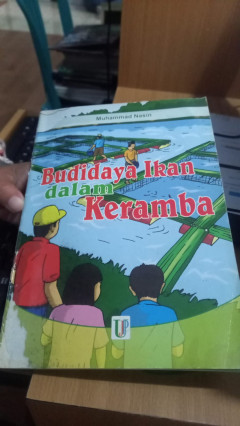 Muhammad Nasir
Budidaya Ikan
dalam
Keramba